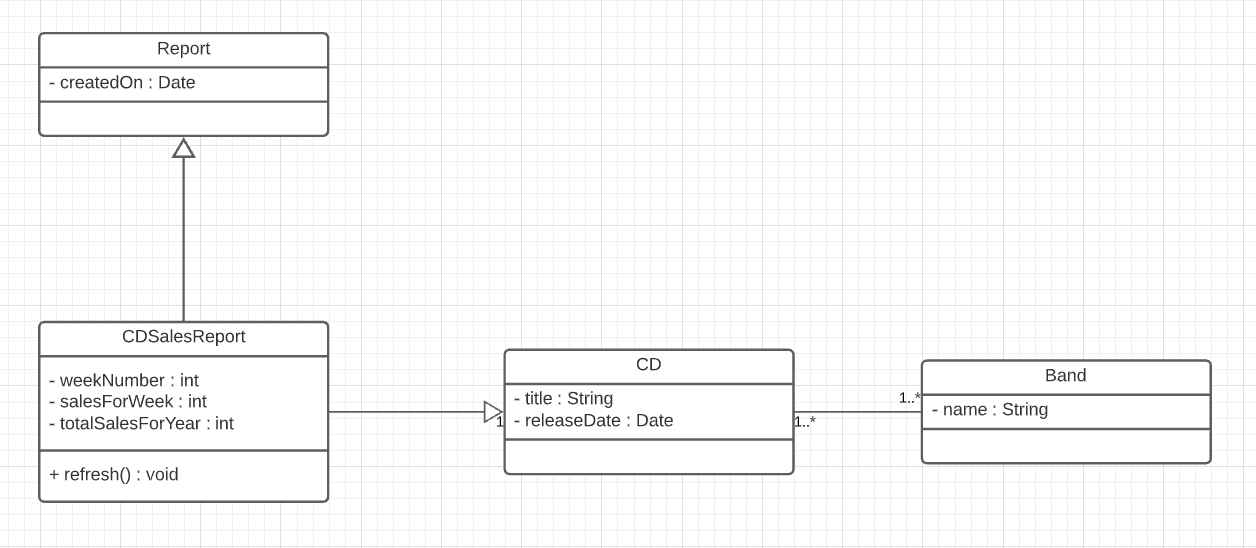 Report
- createdOn : Date
CDSalesReport
- weekNumber : int
- salesForWeek : int
- totalSalesForYear : int
+ refresh() : void
1
CD
- title : String
- releaseDate : Date
1..*
1..*
Band
- name : String